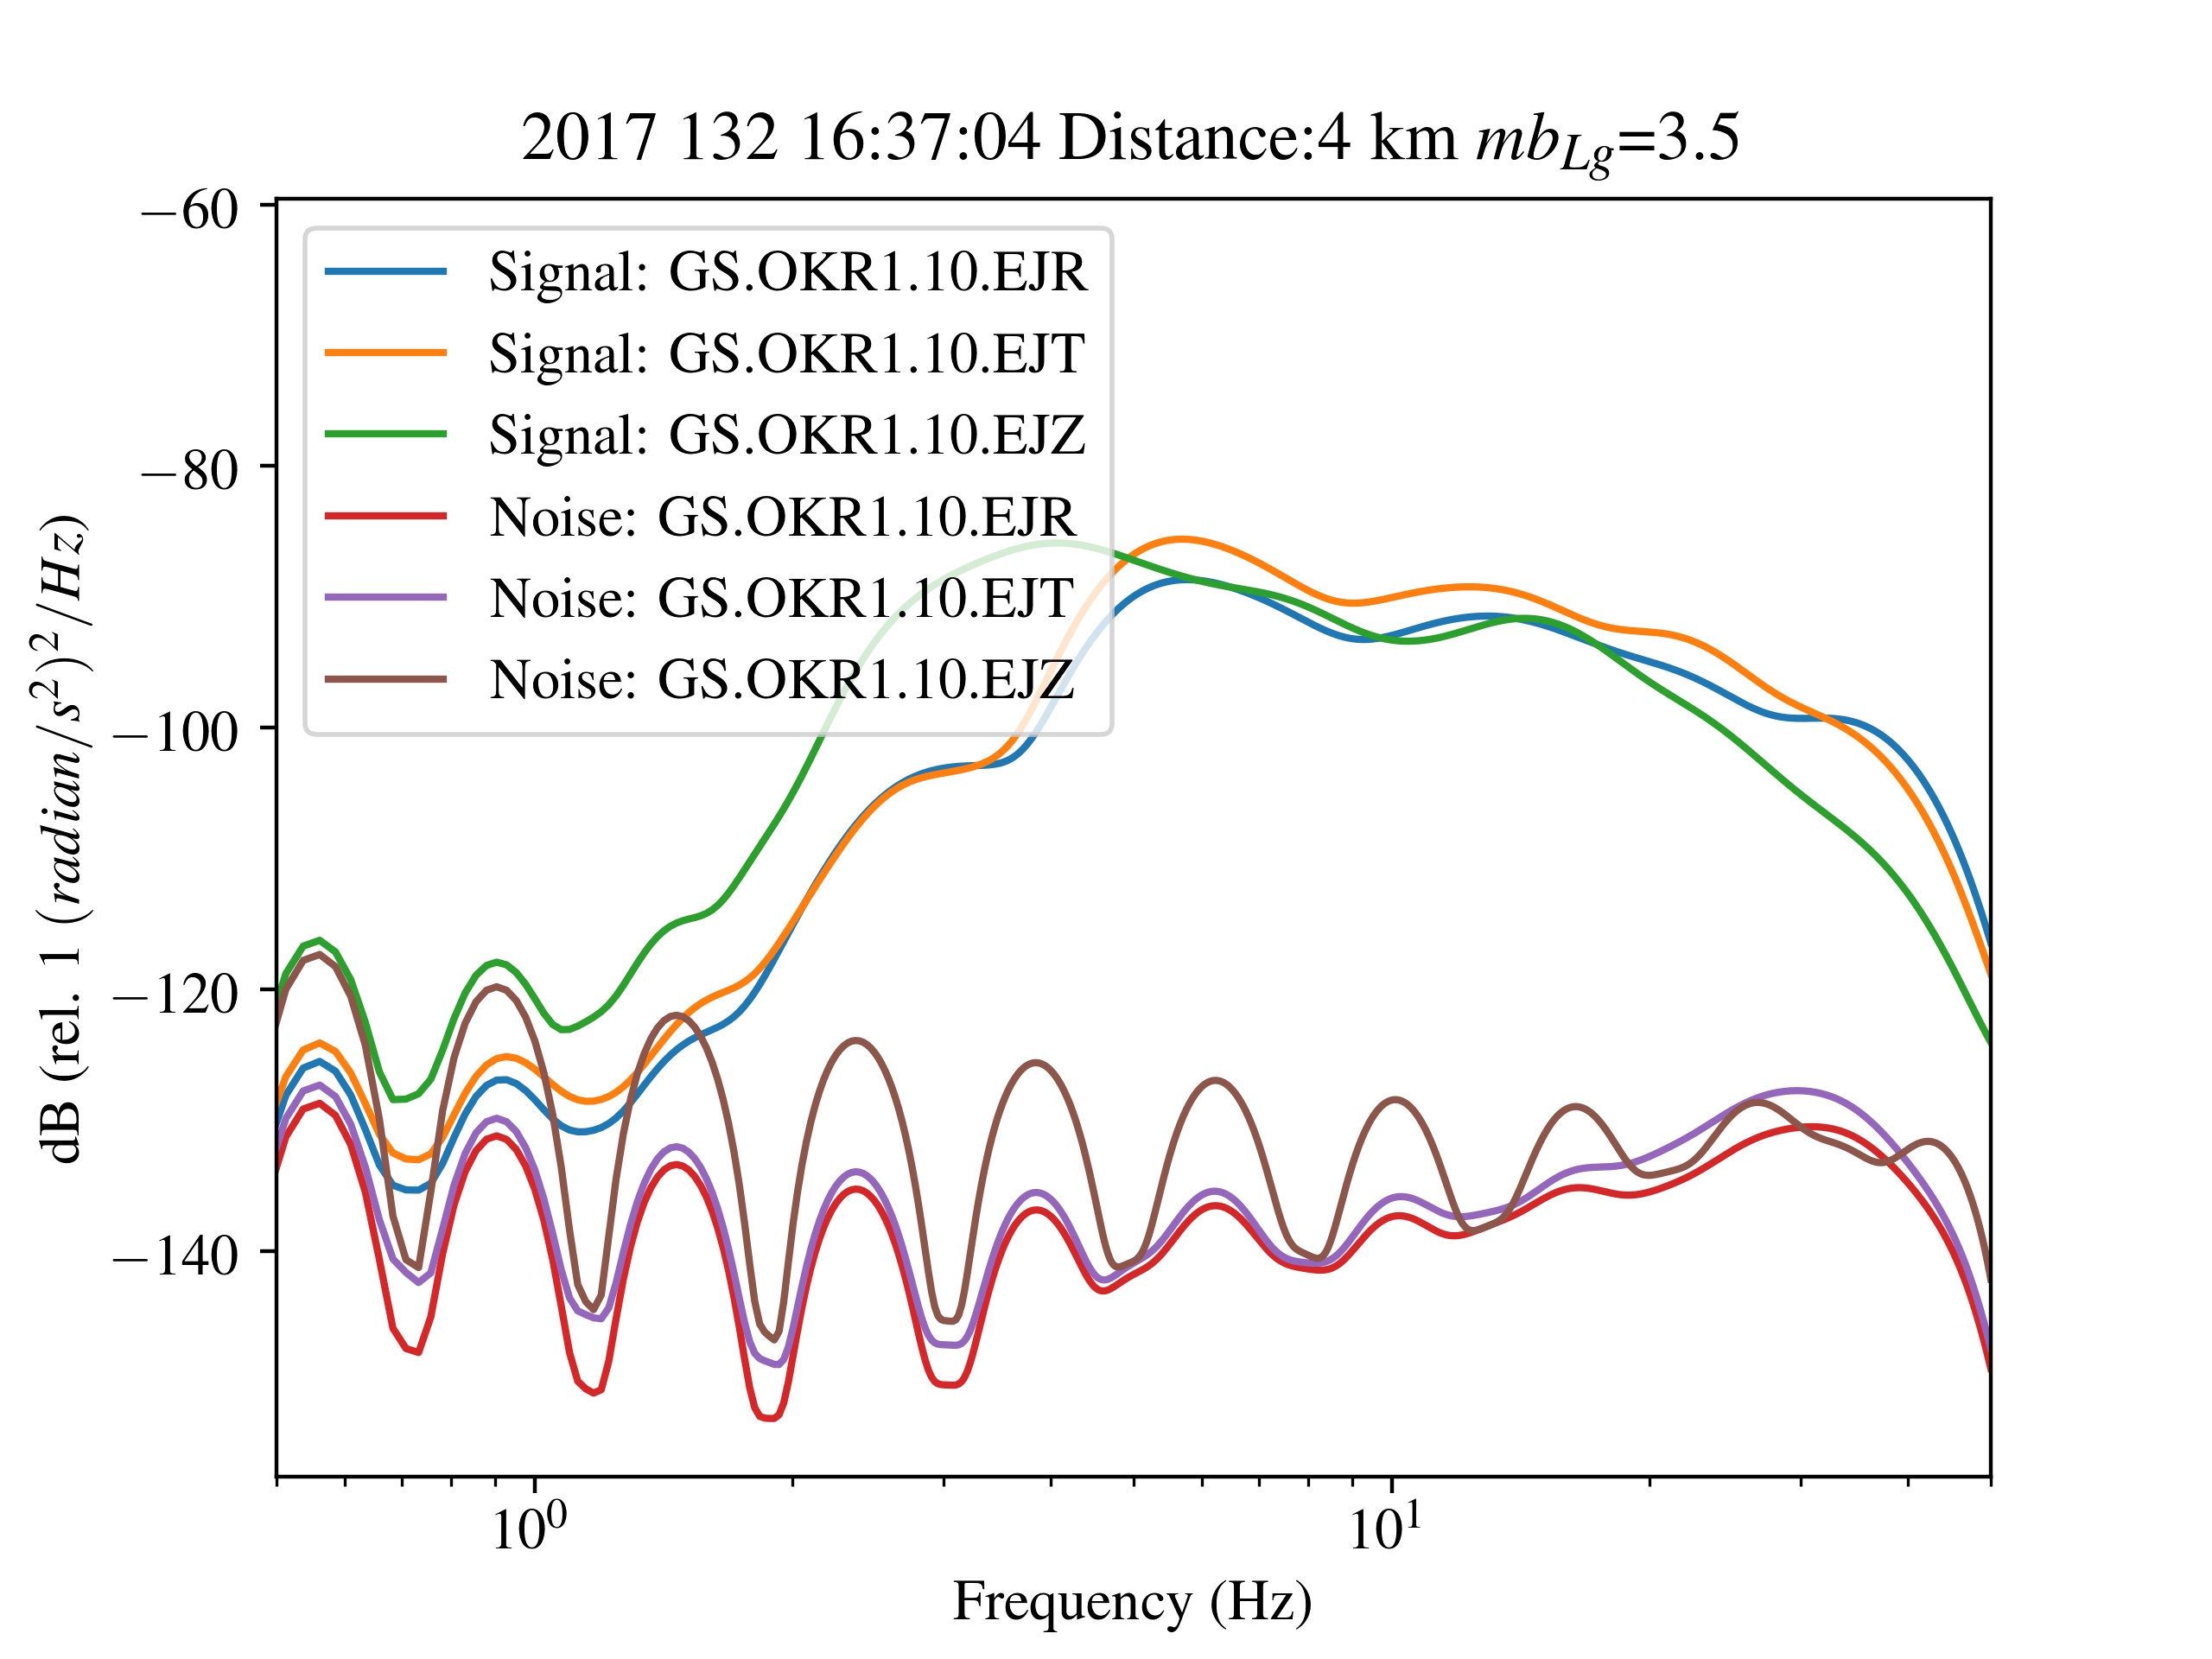 2017 132 16:37:04 Distance:4 km mb_{L_g}=3.5
−60
−80
−100
−120
−140
dB (rel. 1 (radian/s²)²/Hz)
Signal: GS.OKR1.10.EJR
Signal: GS.OKR1.10.EJT
Signal: GS.OKR1.10.EJZ
Noise: GS.OKR1.10.EJR
Noise: GS.OKR1.10.EJT
Noise: GS.OKR1.10.EJZ
10⁰ 10¹
Frequency (Hz)